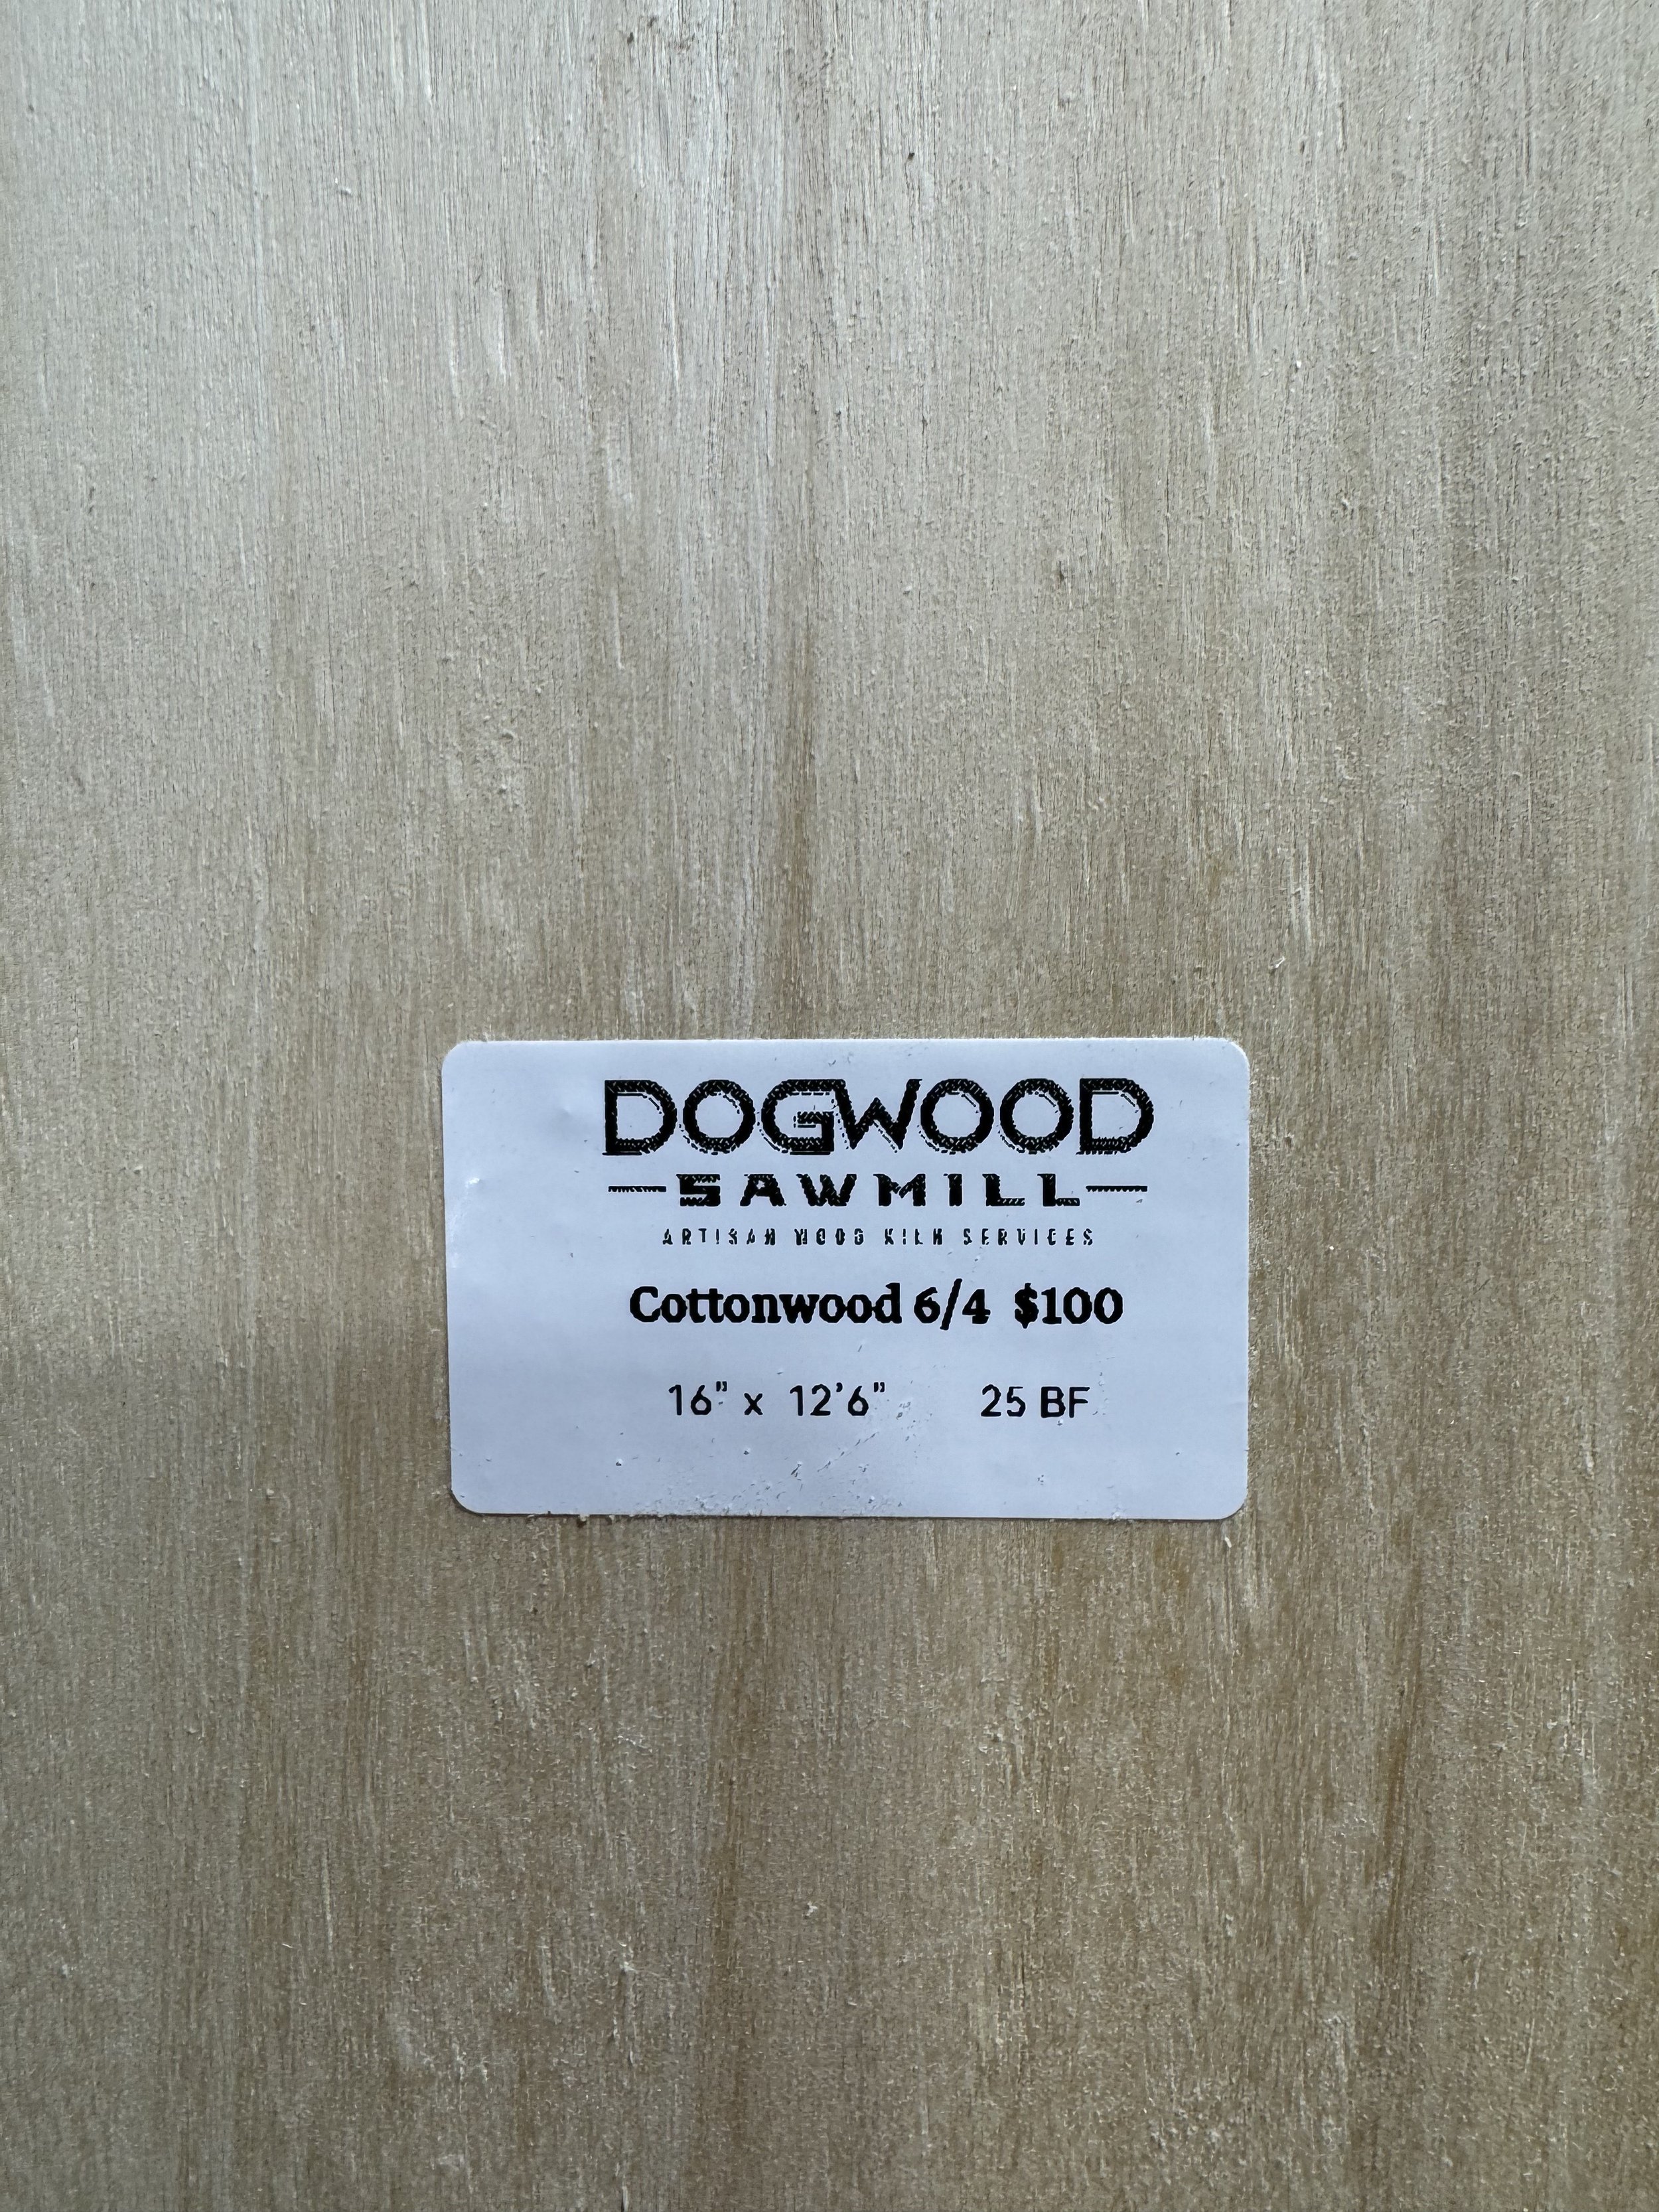 DOGWOOD
SAWMILL
ARTISAN WOOD KILN SERVICES
Cottonwood 6/4 $100
16" x 12'6" 25 BF